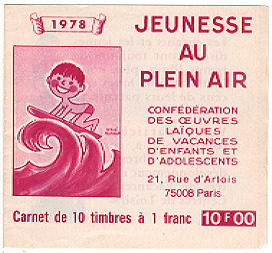 1978
JEUNESSE
AU
PLEIN AIR
CONFÉDÉRATION
DES ŒUVRES
LAÏQUES
DE VACANCES
D'ENFANTS ET
D'ADOLESCENTS
21, Rue d'Artois
75008 Paris
Carnet de 10 timbres à 1 franc 10F00